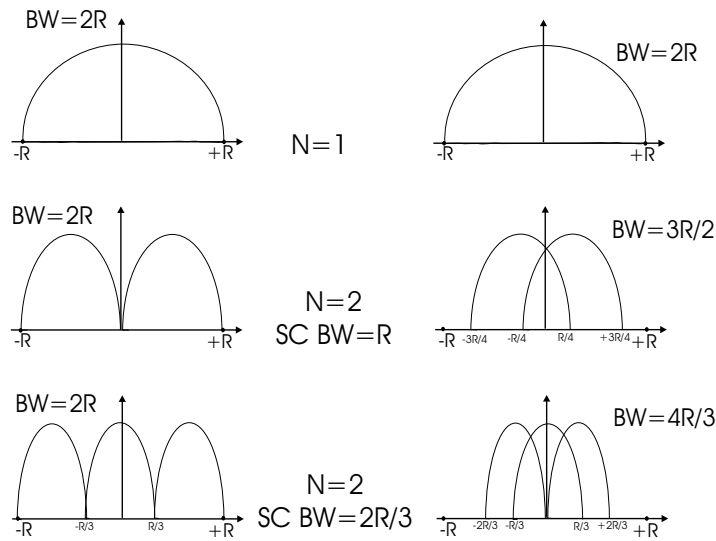 BW=2R
BW=2R
-R +R N=1 -R +R
BW=2R
BW=3R/2
N=2
SC BW=R
-R +R -R -3R/4 -R/4 R/4 +3R/4 +R
BW=2R
BW=4R/3
N=2
SC BW=2R/3
-R -R/3 R/3 +R -R -2R/3 -R/3 R/3 +2R/3 +R